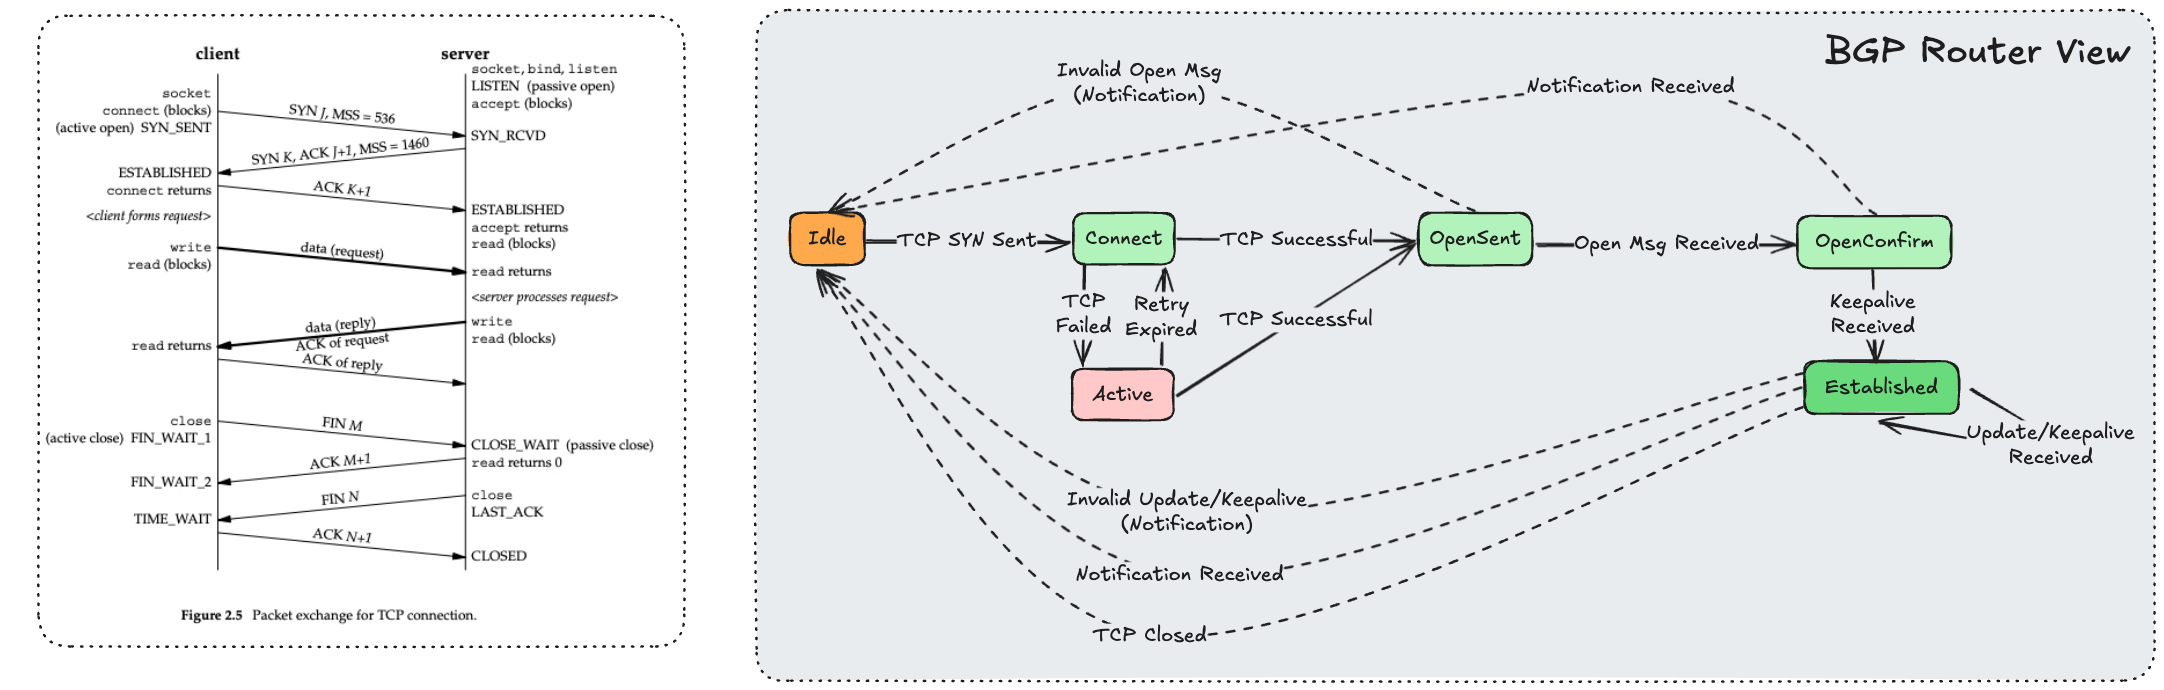 client
server
socket
connect (blocks)
(active open) SYN_SENT
socket, bind, listen
LISTEN (passive open)
accept (blocks)
SYN J, MSS = 536
SYN_RCVD
SYN K, ACK J+1, MSS = 1460
ESTABLISHED
connect returns
ACK K+1
<client forms request>
ESTABLISHED
accept returns
read (blocks)
write
read (blocks)
data (request)
read returns
<server processes request>
write
read (blocks)
data (reply)
ACK of request
read returns
ACK of reply
close
(active close) FIN_WAIT_1
FIN M
CLOSE_WAIT (passive close)
read returns 0
ACK M+1
FIN_WAIT_2
close
LAST_ACK
FIN N
TIME_WAIT
ACK N+1
CLOSED
Figure 2.5 Packet exchange for TCP connection.
BGP Router View
Invalid Open Msg
(Notification)
Notification Received
Idle
TCP SYN Sent
Connect
TCP Successful
OpenSent
Open Msg Received
OpenConfirm
TCP
Failed
Retry
Expired
TCP Successful
Keepalive
Received
Active
Established
Update/Keepalive
Received
Invalid Update/Keepalive
(Notification)
Notification Received
TCP Closed